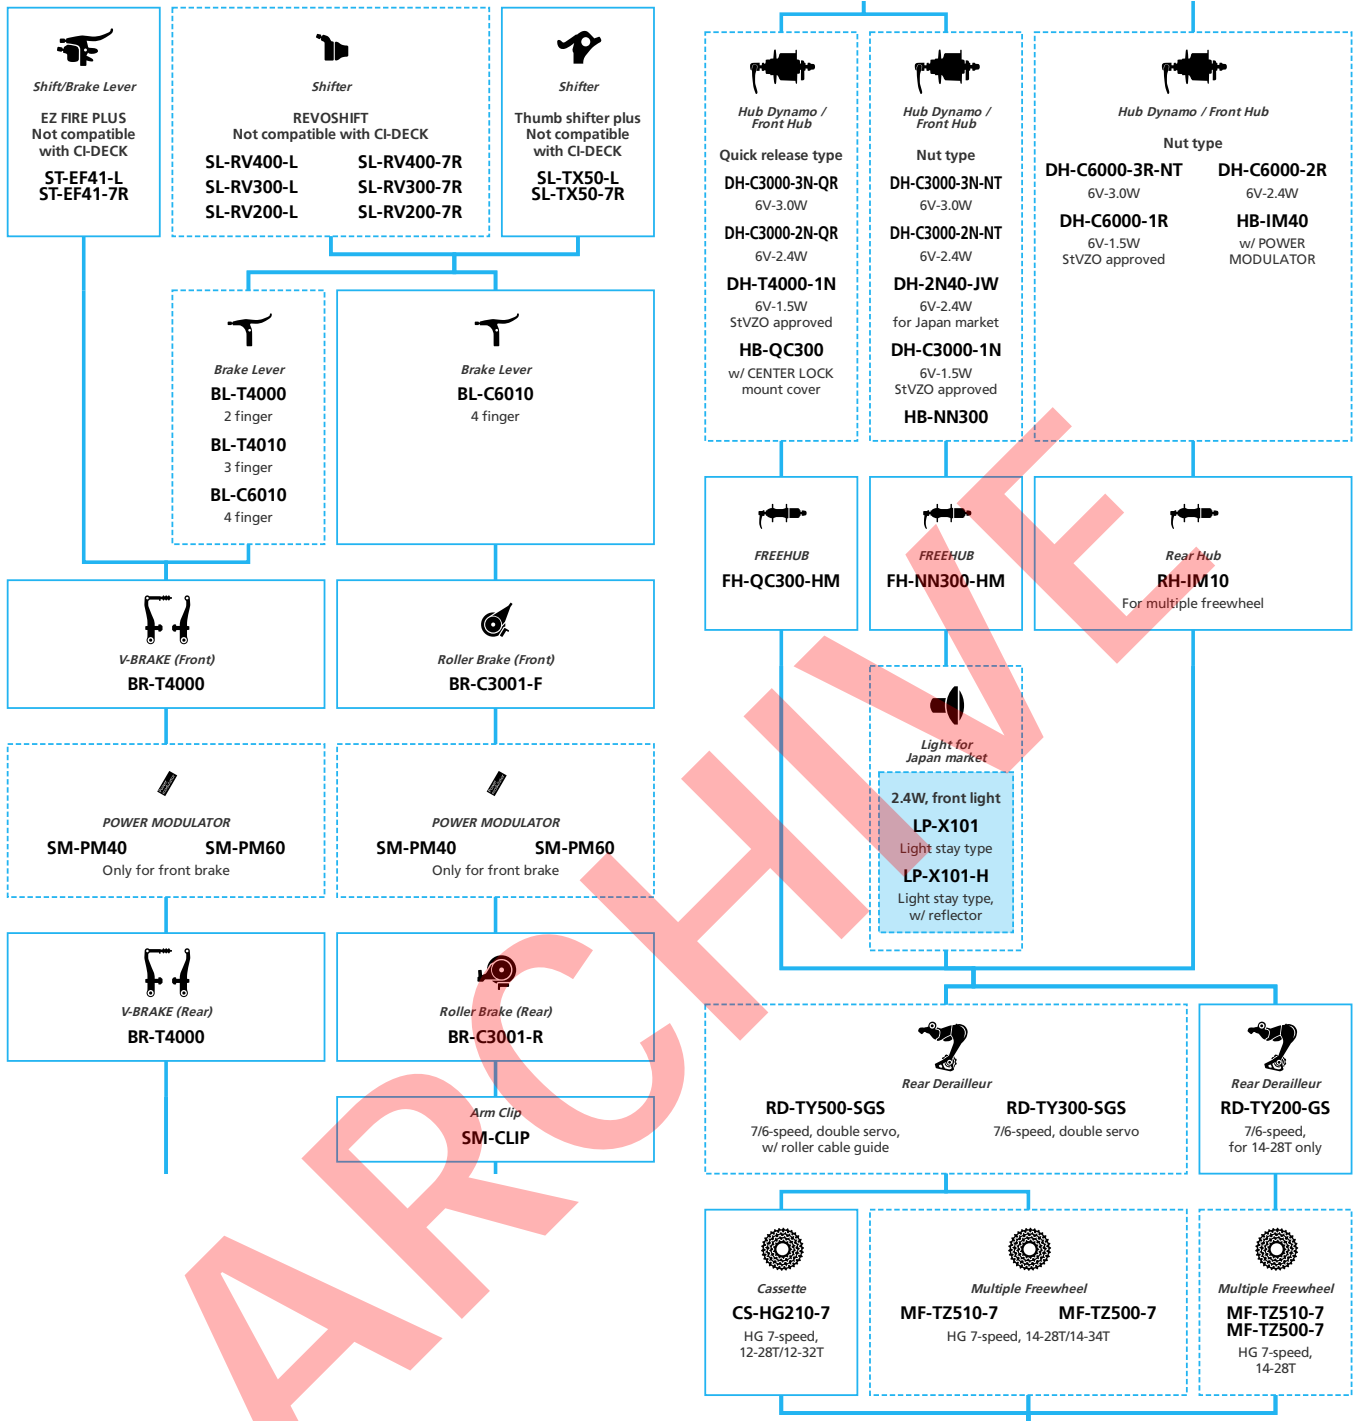 Shift/Brake Lever
EZ FIRE PLUS
Not compatible
with CI-DECK
ST-EF41-L
ST-EF41-7R
Shifter
REVOSHIFT
Not compatible with CI-DECK
SL-RV400-L SL-RV400-7R
SL-RV300-L SL-RV300-7R
SL-RV200-L SL-RV200-7R
Shifter
Thumb shifter plus
Not compatible
with CI-DECK
SL-TX50-L
SL-TX50-7R
Brake Lever
BL-T4000
2 finger
BL-T4010
3 finger
BL-C6010
4 finger
Brake Lever
BL-C6010
4 finger
V-BRAKE (Front)
BR-T4000
Roller Brake (Front)
BR-C3001-F
POWER MODULATOR
SM-PM40 SM-PM60
Only for front brake
POWER MODULATOR
SM-PM40 SM-PM60
Only for front brake
V-BRAKE (Rear)
BR-T4000
Roller Brake (Rear)
BR-C3001-R
Arm Clip
SM-CLIP
Hub Dynamo /
Front Hub
Quick release type
DH-C3000-3N-QR
6V-3.0W
DH-C3000-2N-QR
6V-2.4W
DH-T4000-1N
6V-1.5W
StVZO approved
HB-QC300
w/ CENTER LOCK
mount cover
Hub Dynamo /
Front Hub
Nut type
DH-C3000-3N-NT
6V-3.0W
DH-C3000-2N-NT
6V-2.4W
DH-2N40-JW
6V-2.4W
for Japan market
DH-C3000-1N
6V-1.5W
StVZO approved
HB-NN300
Hub Dynamo / Front Hub
Nut type
DH-C6000-3R-NT DH-C6000-2R
6V-3.0W 6V-2.4W
DH-C6000-1R HB-IM40
6V-1.5W w/ POWER
StVZO approved MODULATOR
FREEHUB
FH-QC300-HM
FREEHUB
FH-NN300-HM
Rear Hub
RH-IM10
For multiple freewheel
Light for
Japan market
2.4W, front light
LP-X101
Light stay type
LP-X101-H
Light stay type,
w/ reflector
Rear Derailleur
RD-TY500-SGS RD-TY300-SGS
7/6-speed, double servo, 7/6-speed, double servo
w/ roller cable guide
Rear Derailleur
RD-TY200-GS
7/6-speed,
for 14-28T only
Cassette
CS-HG210-7
HG 7-speed,
12-28T/12-32T
Multiple Freewheel
MF-TZ510-7 MF-TZ500-7
HG 7-speed, 14-28T/14-34T
Multiple Freewheel
MF-TZ510-7
MF-TZ500-7
HG 7-speed,
14-28T
ARCHIVE